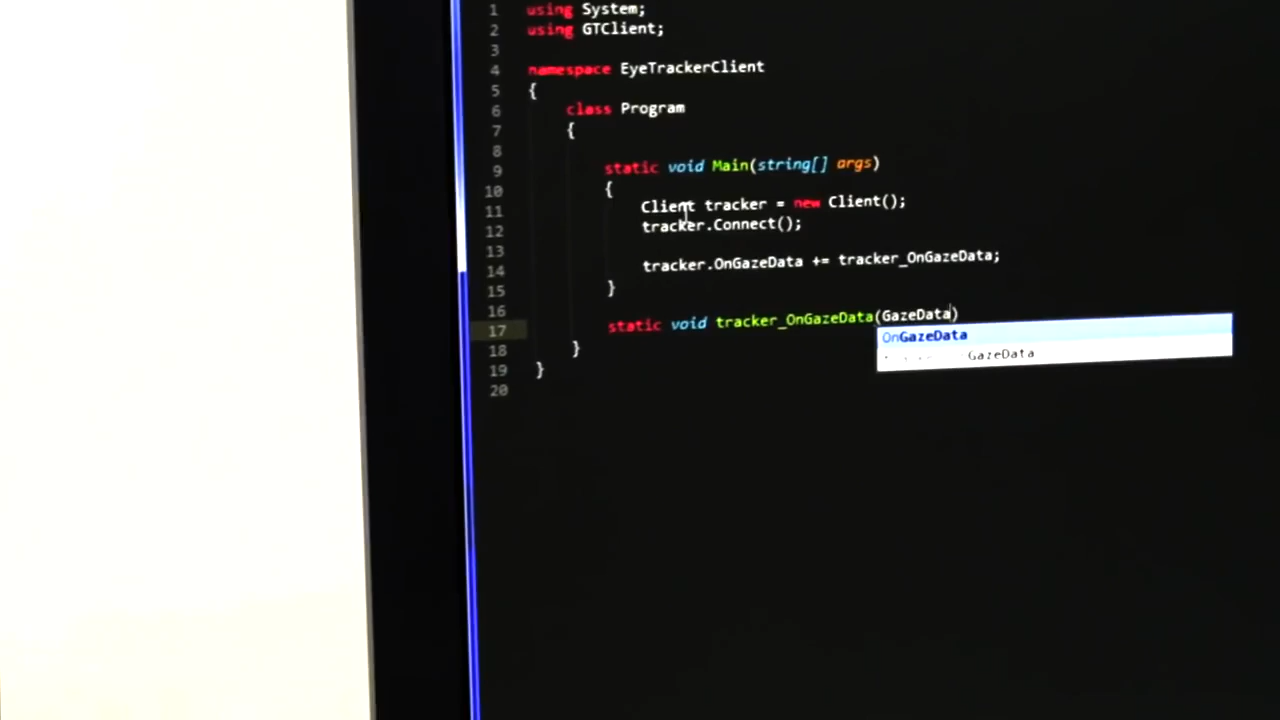 1 using System;
2 using GTClient;
3
4 namespace EyeTrackerClient
5 {
6 class Program
7 {
8
9 static void Main(string[] args)
10 {
11 Client tracker = new Client();
12 tracker.Connect();
13
14 tracker.OnGazeData += tracker_OnGazeData;
15 }
16
17 static void tracker_OnGazeData(GazeData)
OnGazeData
GazeData
18 }
19 }
20